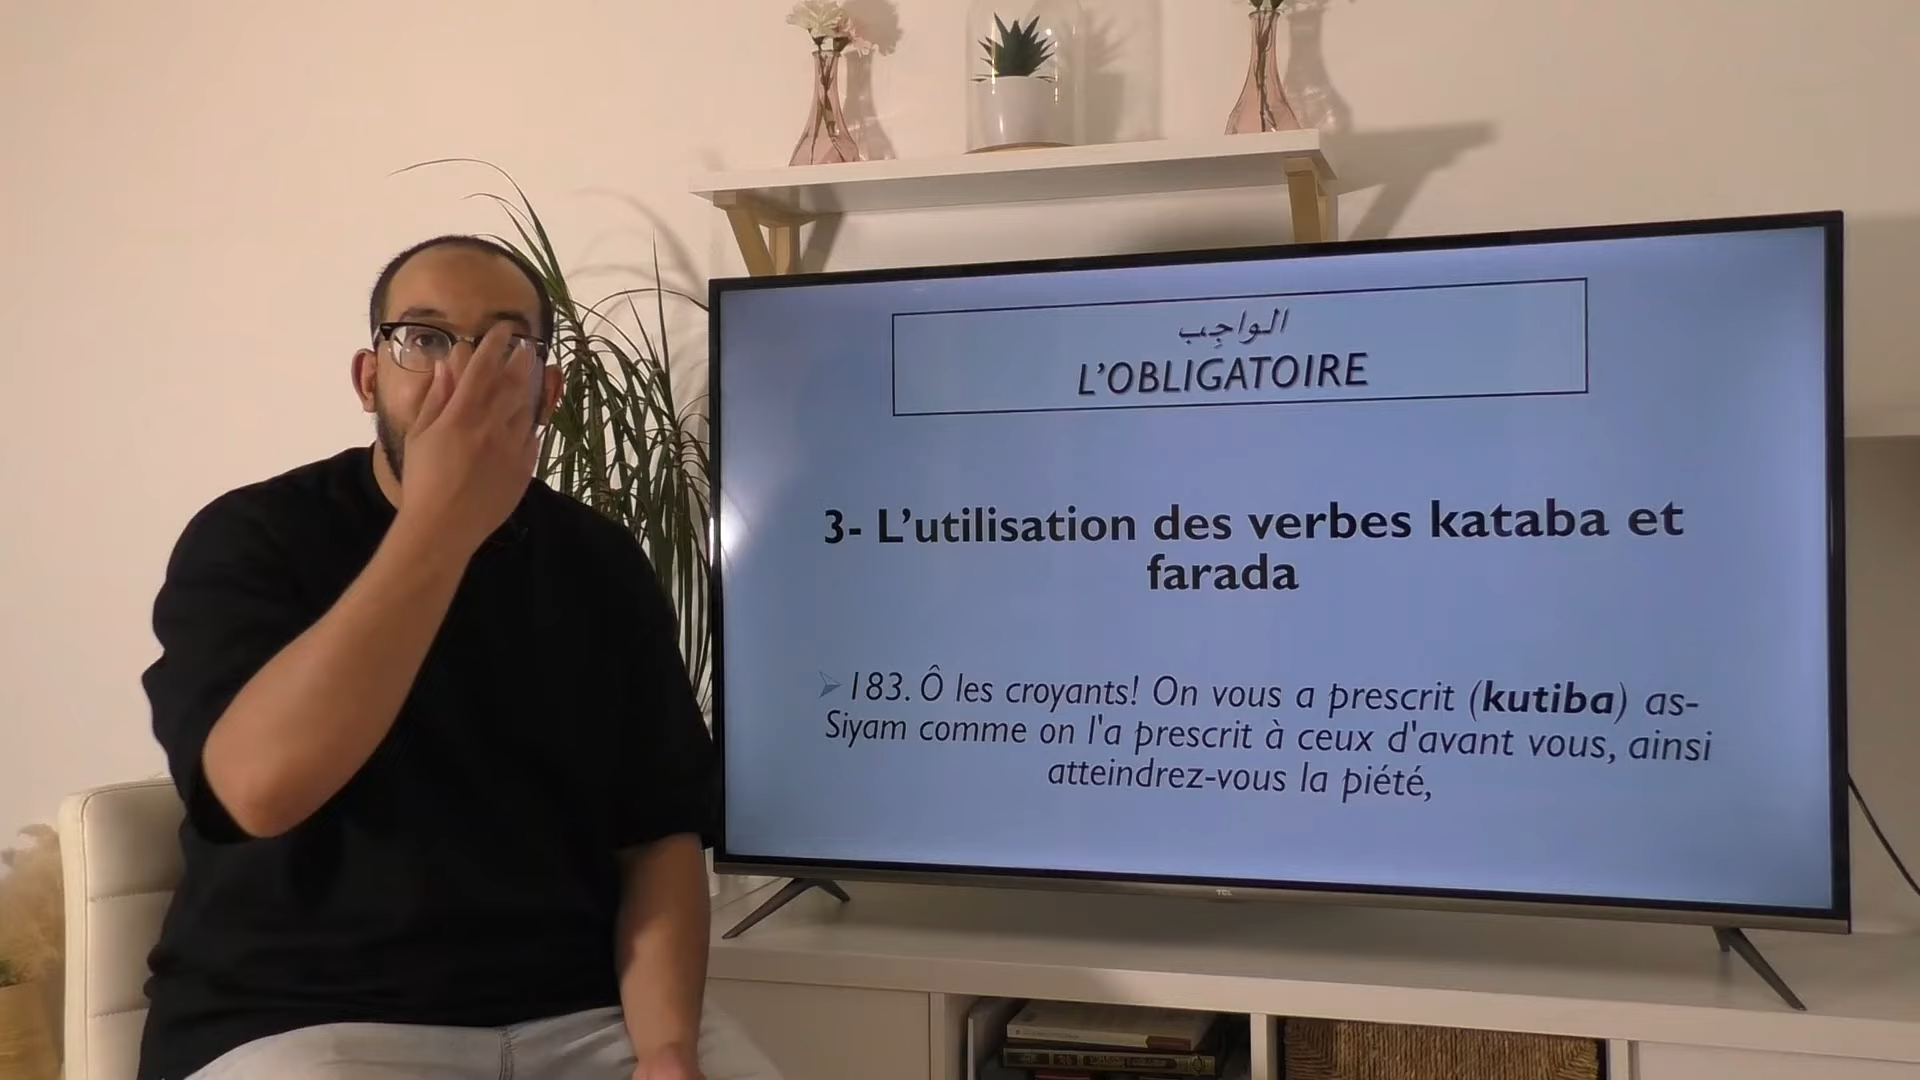 الواجِب
L’OBLIGATOIRE
3- L’utilisation des verbes kataba et
farada
183. Ô les croyants! On vous a prescrit (kutiba) as-
Siyam comme on l'a prescrit à ceux d'avant vous, ainsi
atteindrez-vous la piété,
TCL